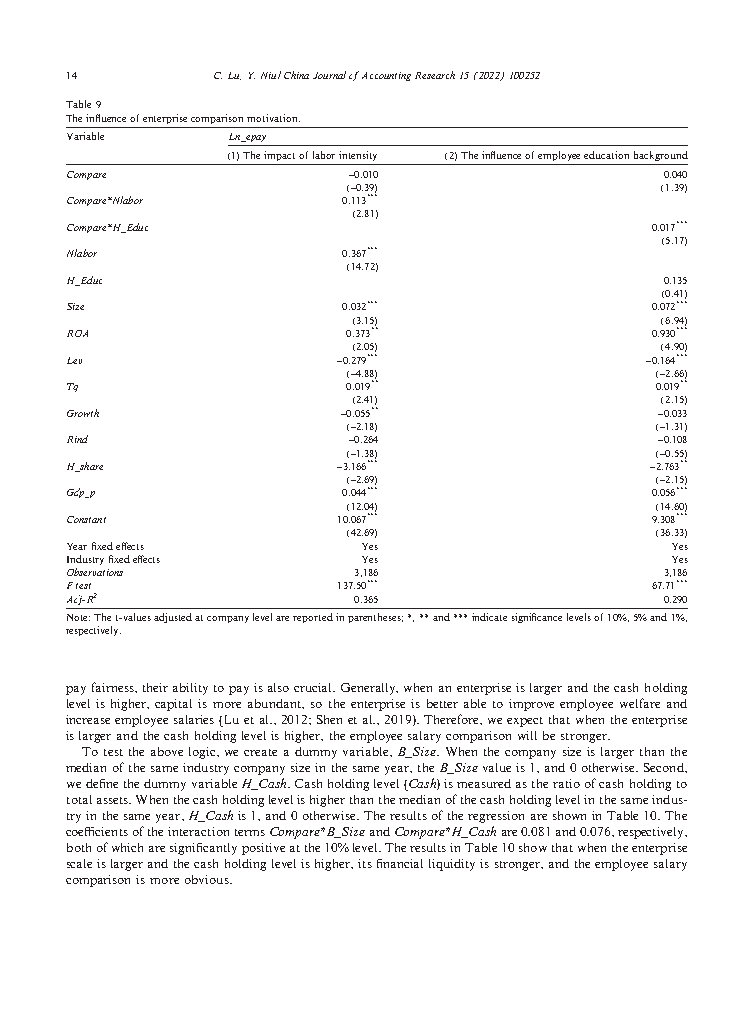 14 C. Lu, Y. Niu / China Journal of Accounting Research 15 (2022) 100252
Table 9
The influence of enterprise comparison motivation.
Variable Ln_epay
(1) The impact of labor intensity (2) The influence of employee education background
Compare –0.010 0.040
(–0.39) (1.39)
Compare*Nlabor 0.113***
(2.81)
Compare*H_Educ 0.017***
(5.17)
Nlabor 0.367***
(14.72)
H_Educ 0.135
(0.41)
Size 0.032*** 0.072***
(3.15) (6.94)
ROA 0.373** 0.930***
(2.05) (4.90)
Lev –0.279*** –0.164***
(–4.88) (–2.66)
Tq 0.019** 0.019**
(2.41) (2.15)
Growth –0.055** –0.033
(–2.18) (–1.31)
Rind –0.264 –0.108
(–1.38) (–0.55)
H_share –3.166*** –2.763**
(–2.69) (–2.15)
Gdp_p 0.044*** 0.056***
(12.04) (14.60)
Constant 10.067*** 9.308***
(42.69) (36.33)
Year fixed effects Yes Yes
Industry fixed effects Yes Yes
Observations 3,186 3,186
F test 137.50*** 67.71***
Adj-R² 0.365 0.290
Note: The t-values adjusted at company level are reported in parentheses; *, ** and *** indicate significance levels of 10%, 5% and 1%,
respectively.
pay fairness, their ability to pay is also crucial. Generally, when an enterprise is larger and the cash holding
level is higher, capital is more abundant, so the enterprise is better able to improve employee welfare and
increase employee salaries (Lu et al., 2012; Shen et al., 2019). Therefore, we expect that when the enterprise
is larger and the cash holding level is higher, the employee salary comparison will be stronger.
To test the above logic, we create a dummy variable, B_Size. When the company size is larger than the
median of the same industry company size in the same year, the B_Size value is 1, and 0 otherwise. Second,
we define the dummy variable H_Cash. Cash holding level (Cash) is measured as the ratio of cash holding to
total assets. When the cash holding level is higher than the median of the cash holding level in the same indus-
try in the same year, H_Cash is 1, and 0 otherwise. The results of the regression are shown in Table 10. The
coefficients of the interaction terms Compare*B_Size and Compare*H_Cash are 0.081 and 0.076, respectively,
both of which are significantly positive at the 10% level. The results in Table 10 show that when the enterprise
scale is larger and the cash holding level is higher, its financial liquidity is stronger, and the employee salary
comparison is more obvious.